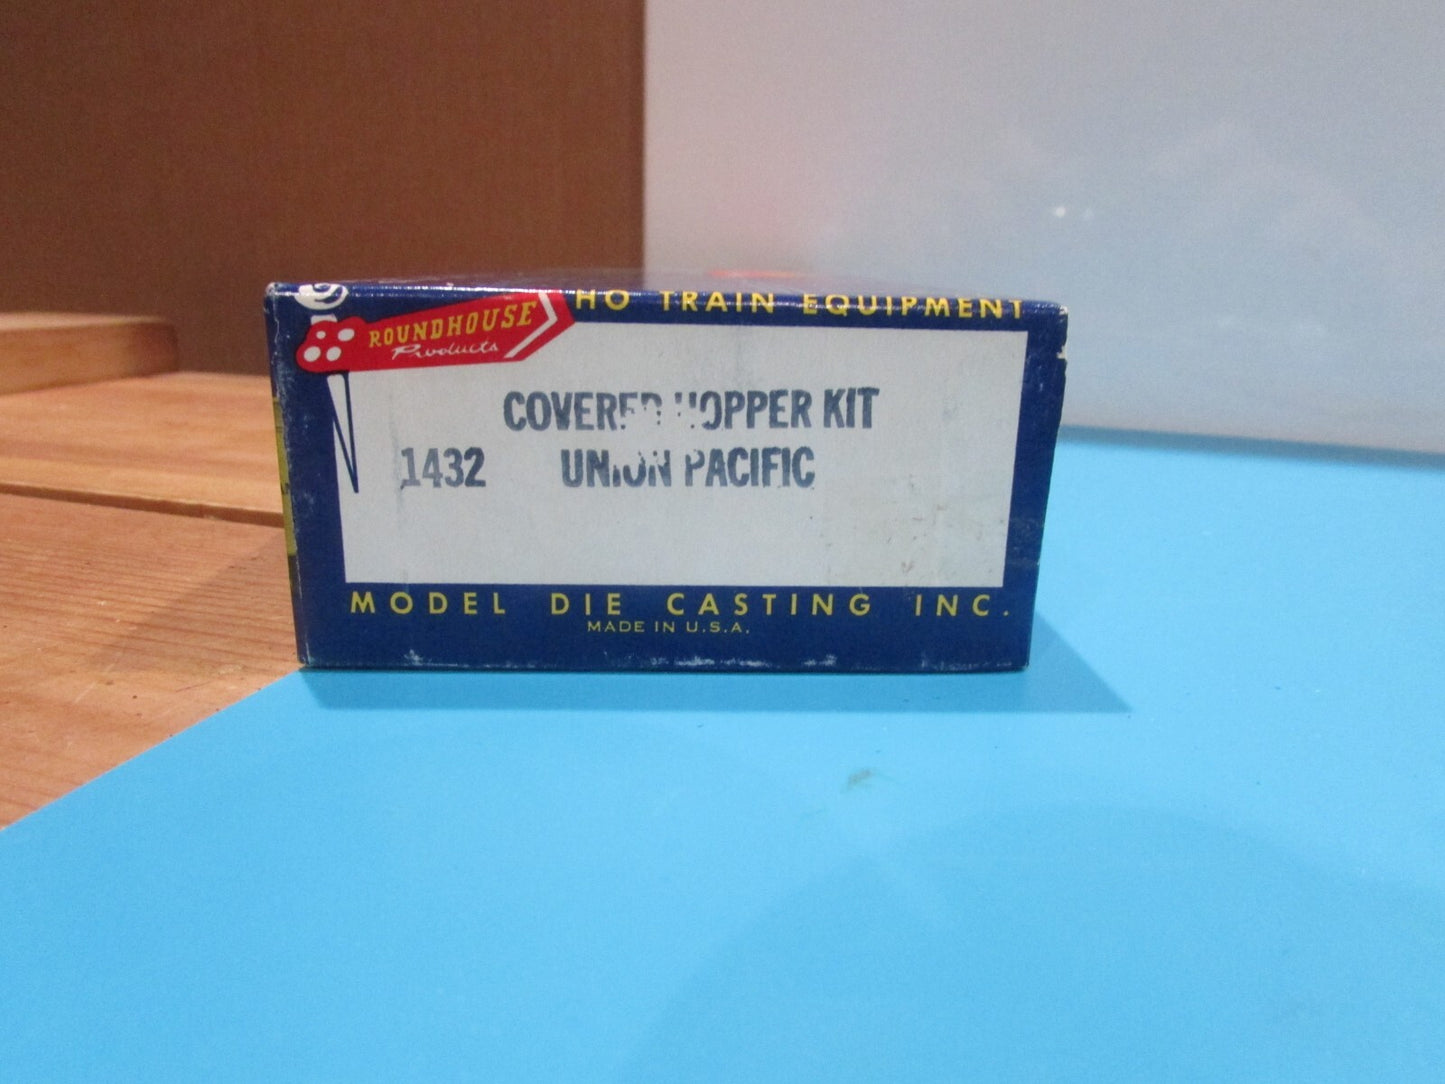 HO TRAIN EQUIPMENT
ROUNDHOUSE
Products
COVERED HOPPER KIT
1432 UNION PACIFIC
MODEL DIE CASTING INC.
MADE IN U.S.A.